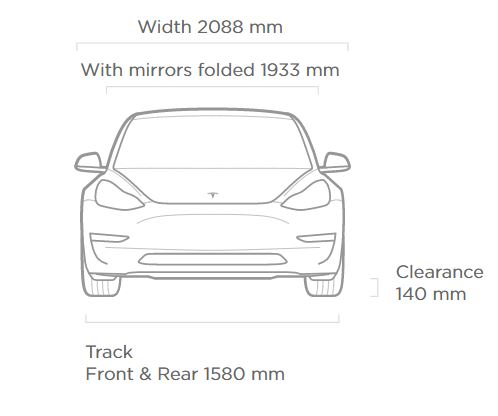 Width 2088 mm
With mirrors folded 1933 mm
Clearance
140 mm
Track
Front & Rear 1580 mm